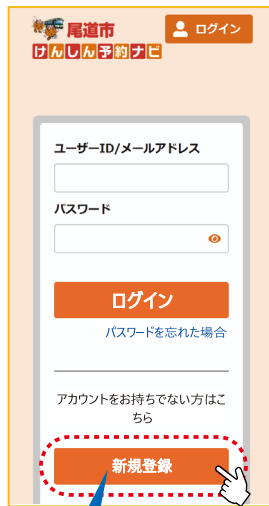 尾道市
ログイン
けんしん予約ナビ
ユーザーID/メールアドレス
パスワード
ログイン
パスワードを忘れた場合
アカウントをお持ちでない方はこ
ちら
新規登録